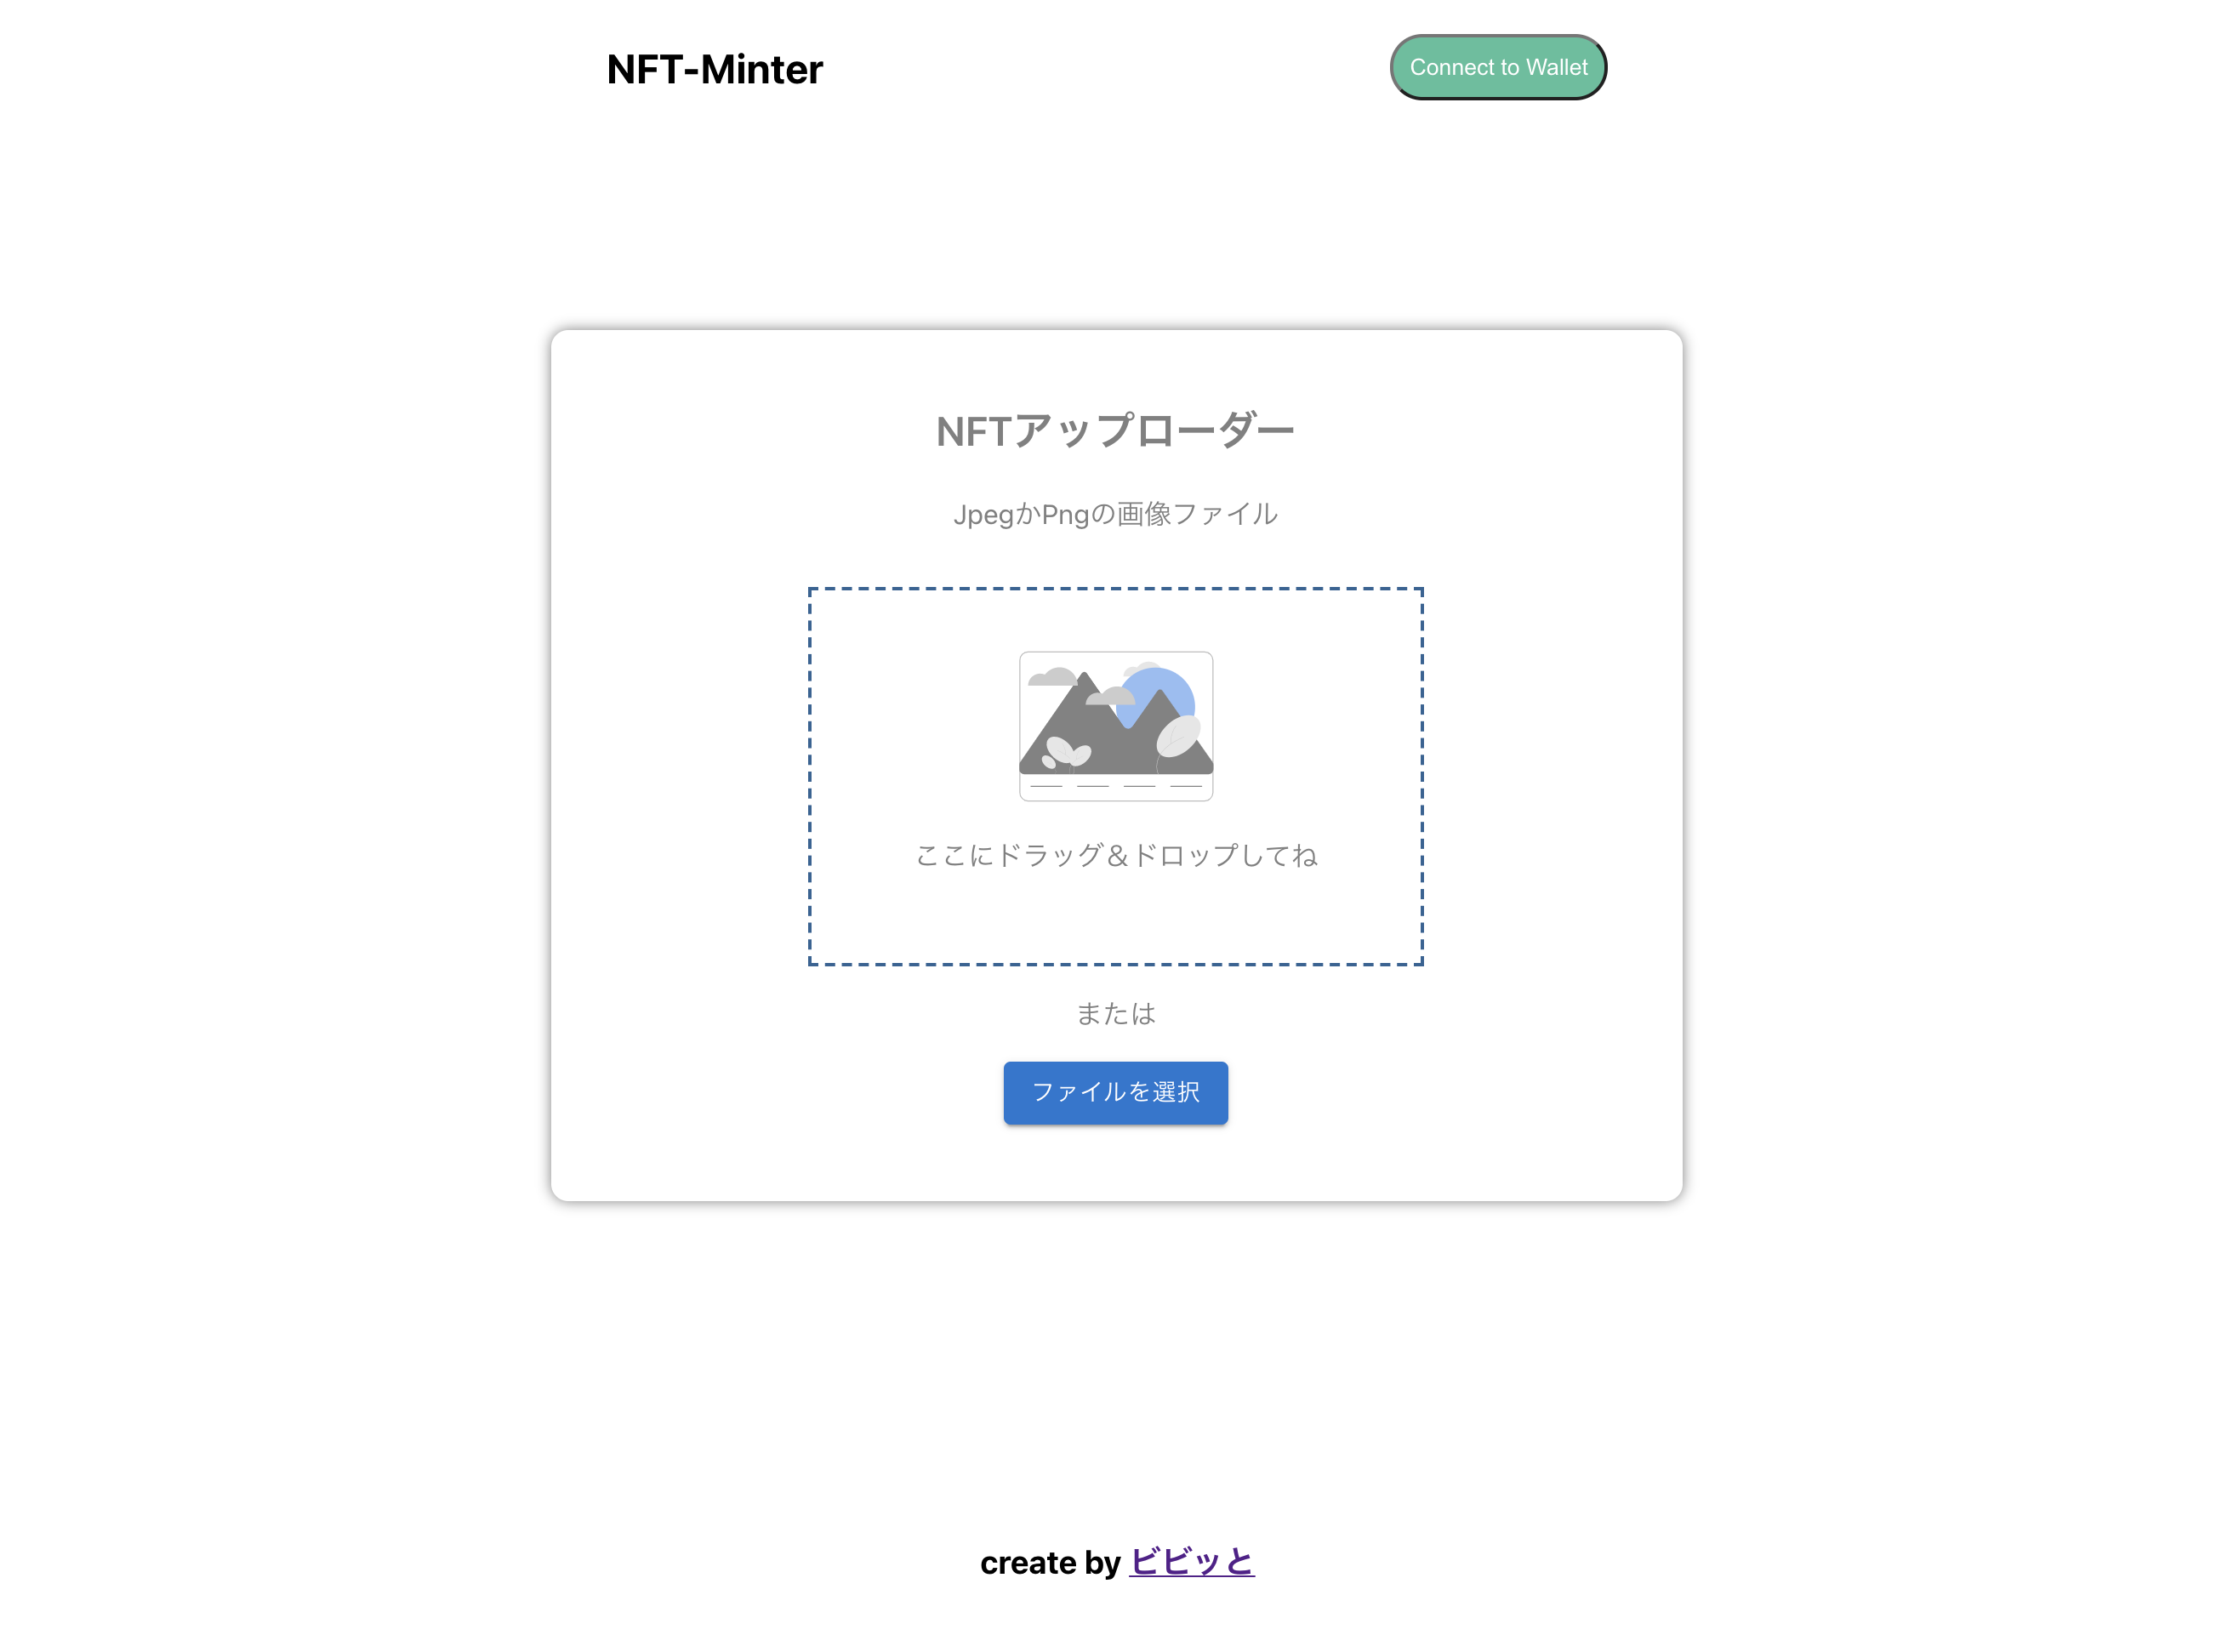 NFT-Minter
Connect to Wallet
NFTアップローダー
JpegかPngの画像ファイル
ここにドラッグ＆ドロップしてね
または
ファイルを選択
create by ビビッと